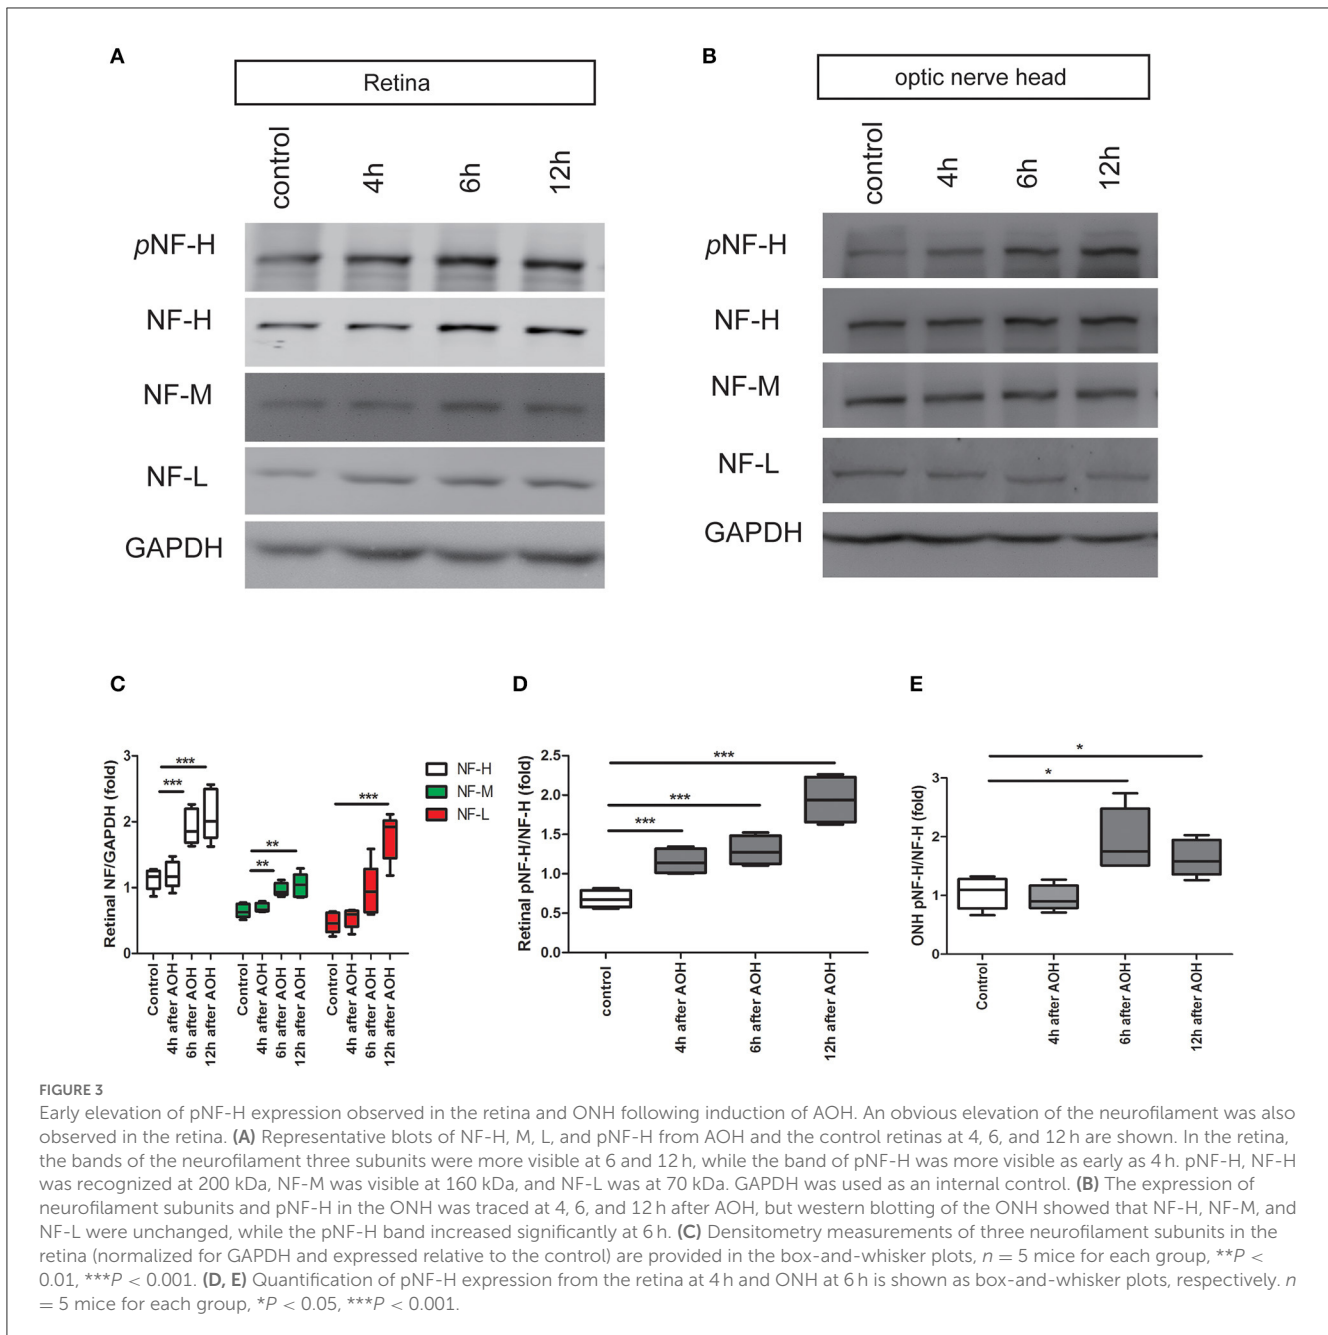 A
Retina
control
4h
6h
12h
pNF-H
NF-H
NF-M
NF-L
GAPDH
B
optic nerve head
control
4h
6h
12h
pNF-H
NF-H
NF-M
NF-L
GAPDH
C
Retinal NF/GAPDH (fold)
3
2
1
0
***
***
**
**
***
NF-H
NF-M
NF-L
Control
4h after AOH
6h after AOH
12h after AOH
Control
4h after AOH
6h after AOH
12h after AOH
Control
4h after AOH
6h after AOH
12h after AOH
D
Retinal pNF-H/NF-H (fold)
2.5
2.0
1.5
1.0
0.5
0.0
***
***
***
control
4h after AOH
6h after AOH
12h after AOH
E
ONH pNF-H/NF-H (fold)
3
2
1
0
*
*
Control
4h after AOH
6h after AOH
12h after AOH
FIGURE 3
Early elevation of pNF-H expression observed in the retina and ONH following induction of AOH. An obvious elevation of the neurofilament was also
observed in the retina. (A) Representative blots of NF-H, M, L, and pNF-H from AOH and the control retinas at 4, 6, and 12 h are shown. In the retina,
the bands of the neurofilament three subunits were more visible at 6 and 12 h, while the band of pNF-H was more visible as early as 4 h. pNF-H, NF-H
was recognized at 200 kDa, NF-M was visible at 160 kDa, and NF-L was at 70 kDa. GAPDH was used as an internal control. (B) The expression of
neurofilament subunits and pNF-H in the ONH was traced at 4, 6, and 12 h after AOH, but western blotting of the ONH showed that NF-H, NF-M, and
NF-L were unchanged, while the pNF-H band increased significantly at 6 h. (C) Densitometry measurements of three neurofilament subunits in the
retina (normalized for GAPDH and expressed relative to the control) are provided in the box-and-whisker plots, n = 5 mice for each group, **P <
0.01, ***P < 0.001. (D, E) Quantification of pNF-H expression from the retina at 4 h and ONH at 6 h is shown as box-and-whisker plots, respectively. n
= 5 mice for each group, *P < 0.05, ***P < 0.001.